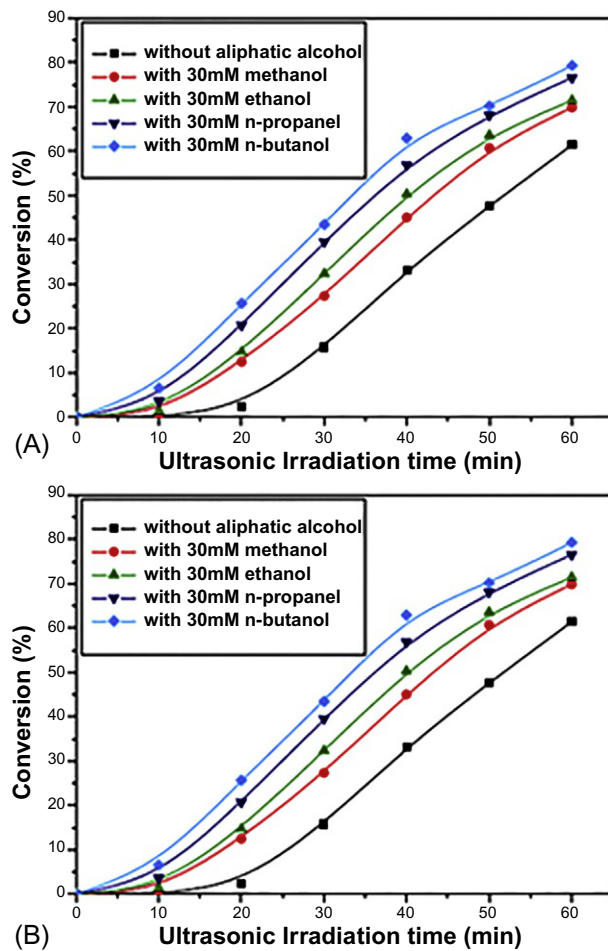 90
80
70
60
50
40
30
20
10
0
Conversion (%)
without aliphatic alcohol
with 30mM methanol
with 30mM ethanol
with 30mM n-propanel
with 30mM n-butanol
0 10 20 30 40 50 60
(A) Ultrasonic Irradiation time (min)
90
80
70
60
50
40
30
20
10
0
Conversion (%)
without aliphatic alcohol
with 30mM methanol
with 30mM ethanol
with 30mM n-propanel
with 30mM n-butanol
0 10 20 30 40 50 60
(B) Ultrasonic Irradiation time (min)